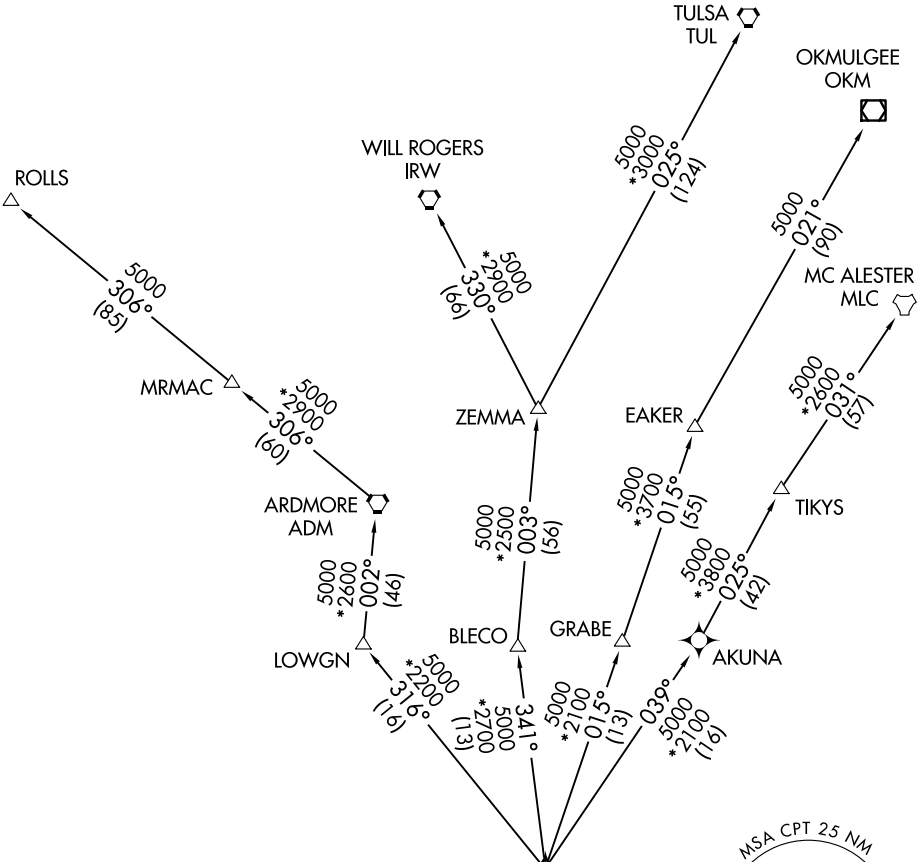 TULSA
TUL
OKMULGEE
OKM
WILL ROGERS
IRW
5000
*3000
025°
(124)
ROLLS
5000
021°
(90)
5000
*2900
330°
(66)
MC ALESTER
MLC
5000
306°
(85)
MRMAC
5000
*2900
306°
(60)
ZEMMA
EAKER
5000
*2600
031°
(57)
ARDMORE
ADM
5000
*2500
003°
(56)
5000
*3700
015°
(55)
TIKYS
5000
*2600
002°
(46)
5000
*3800
025°
(42)
LOWGN
BLECO
GRABE
AKUNA
5000
*2200
316°
(16)
341°
5000
*2700
(13)
5000
*2100
015°
(13)
039°
5000
*2100
(16)
MSA CPT 25 NM